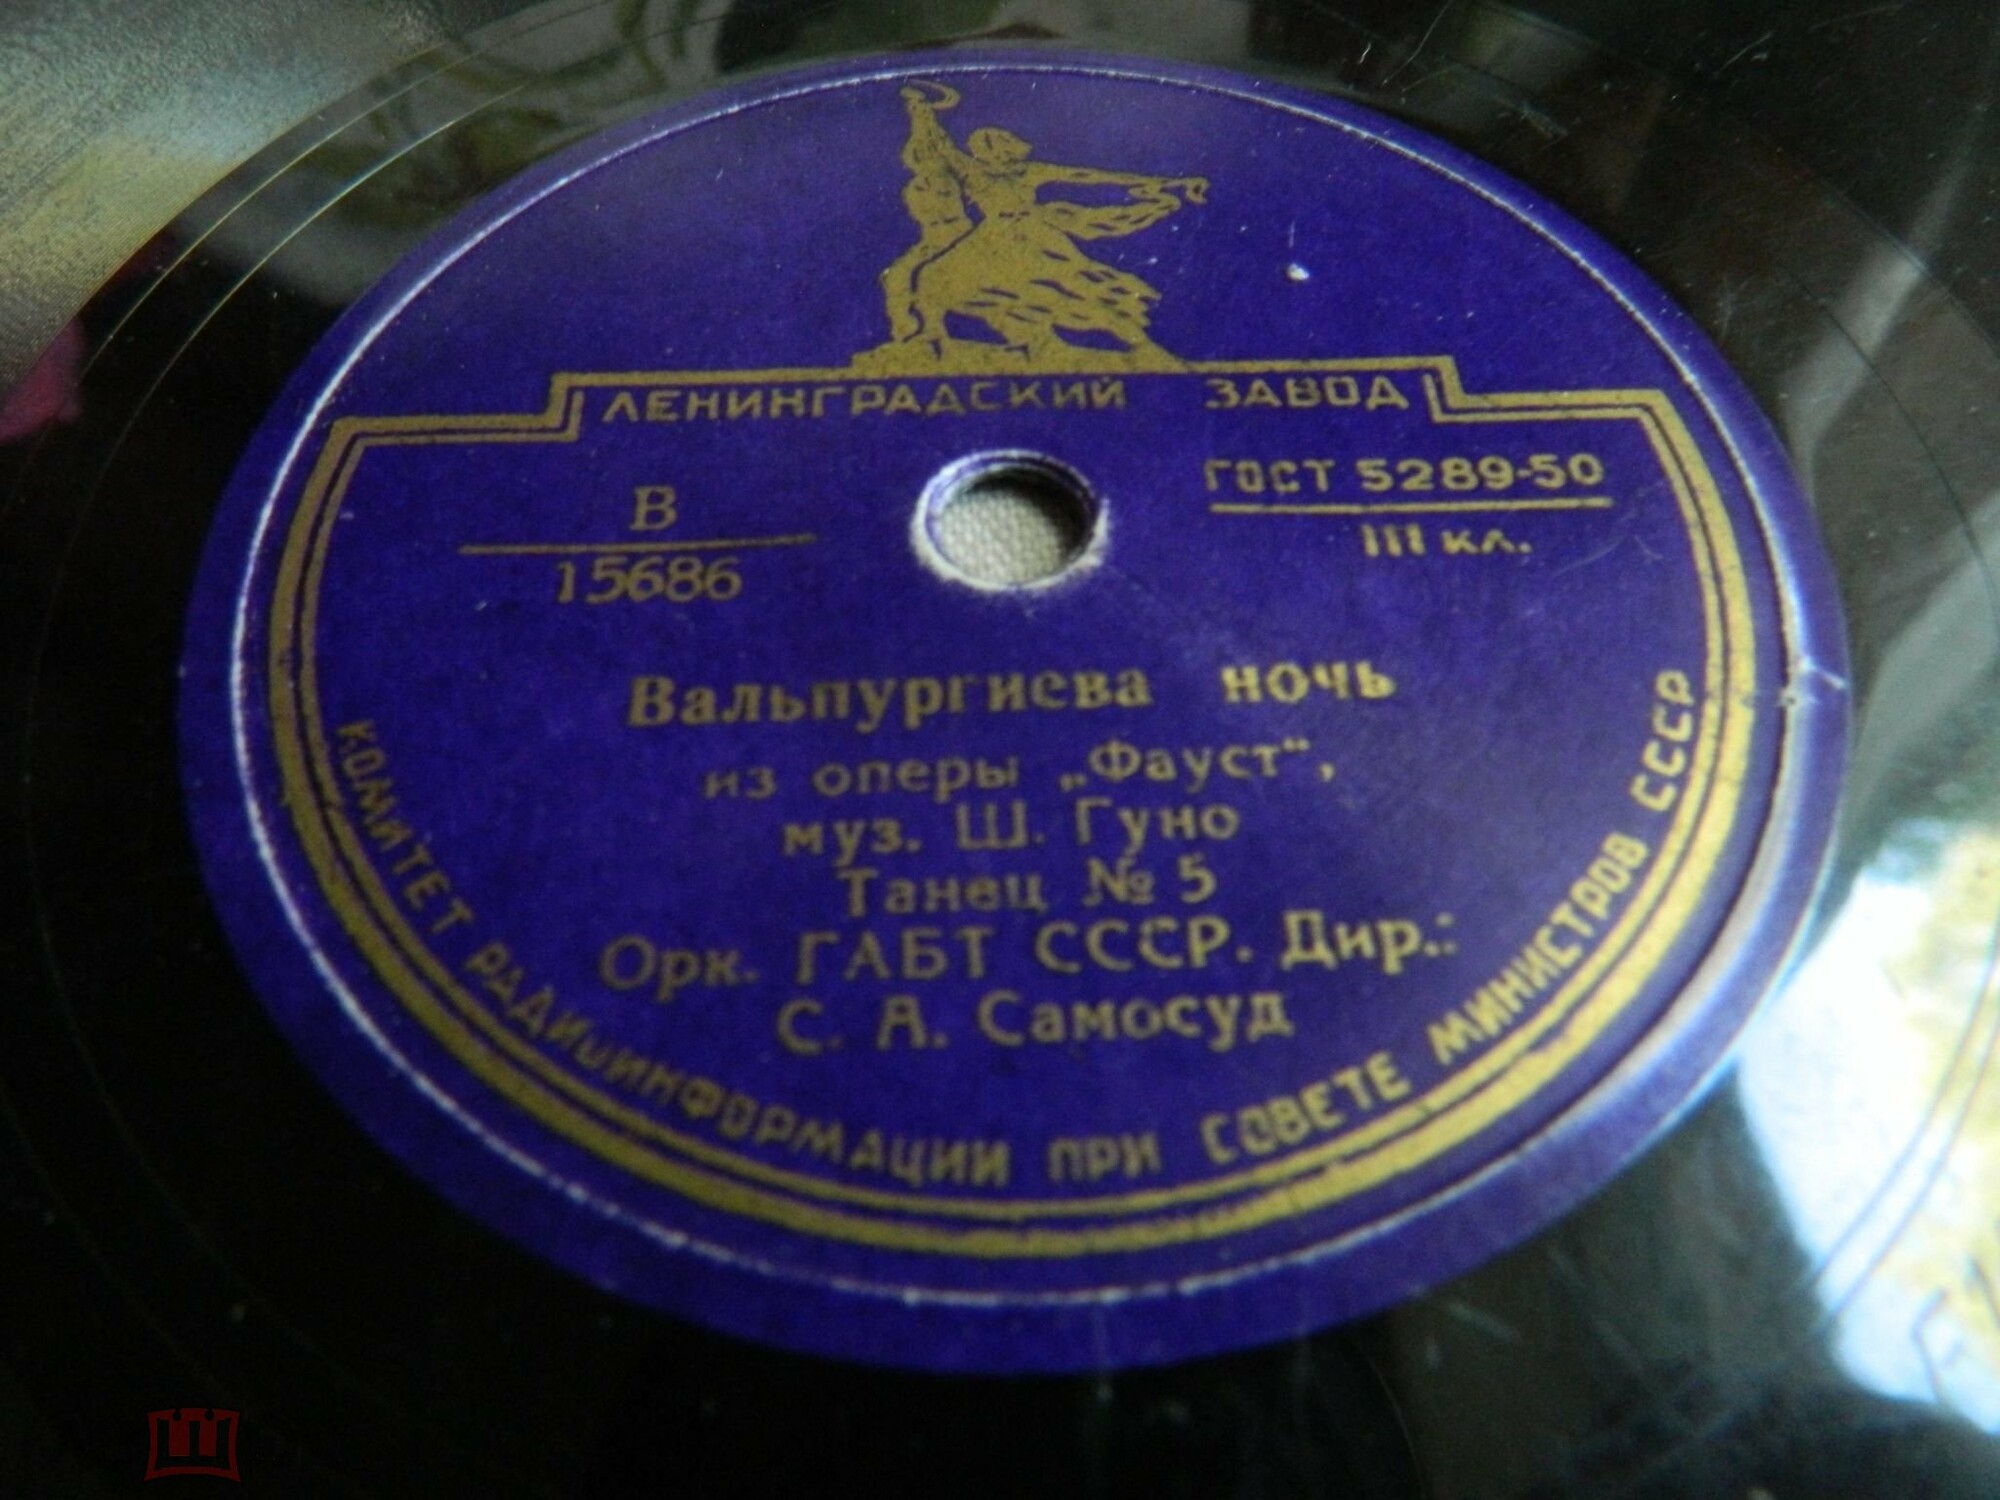 ЛЕНИНГРАДСКИЙ ЗАВОД
В
15686
ГОСТ 5289-50
III кл.
Вальпургиева ночь
из оперы „Фауст“,
муз. Ш. Гуно
Танец № 5
Орк. ГАБТ СССР. Дир.:
С. А. Самосуд
КОМИТЕТ РАДИОИНФОРМАЦИИ ПРИ СОВЕТЕ МИНИСТРОВ СССР